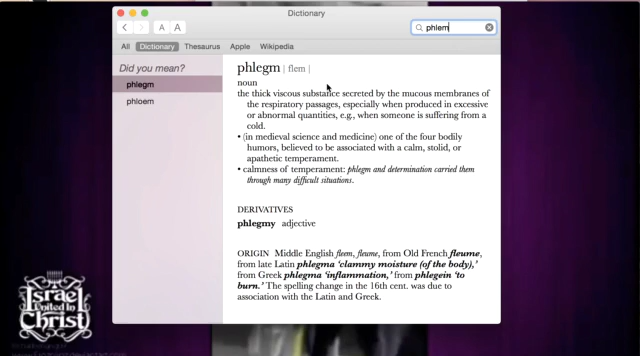 Dictionary
A A
phlem
All Dictionary Thesaurus Apple Wikipedia
Did you mean?
phlegm
phloem
phlegm | flem |
noun
the thick viscous substance secreted by the mucous membranes of
the respiratory passages, especially when produced in excessive
or abnormal quantities, e.g., when someone is suffering from a
cold.
• (in medieval science and medicine) one of the four bodily
humors, believed to be associated with a calm, stolid, or
apathetic temperament.
• calmness of temperament: phlegm and determination carried them
through many difficult situations.
DERIVATIVES
phlegmy adjective
ORIGIN Middle English fleem, fleume, from Old French fleume,
from late Latin phlegma ‘clammy moisture (of the body),’
from Greek phlegma ‘inflammation,’ from phlegein ‘to
burn.’ The spelling change in the 16th cent. was due to
association with the Latin and Greek.
Israel
United In
Christ